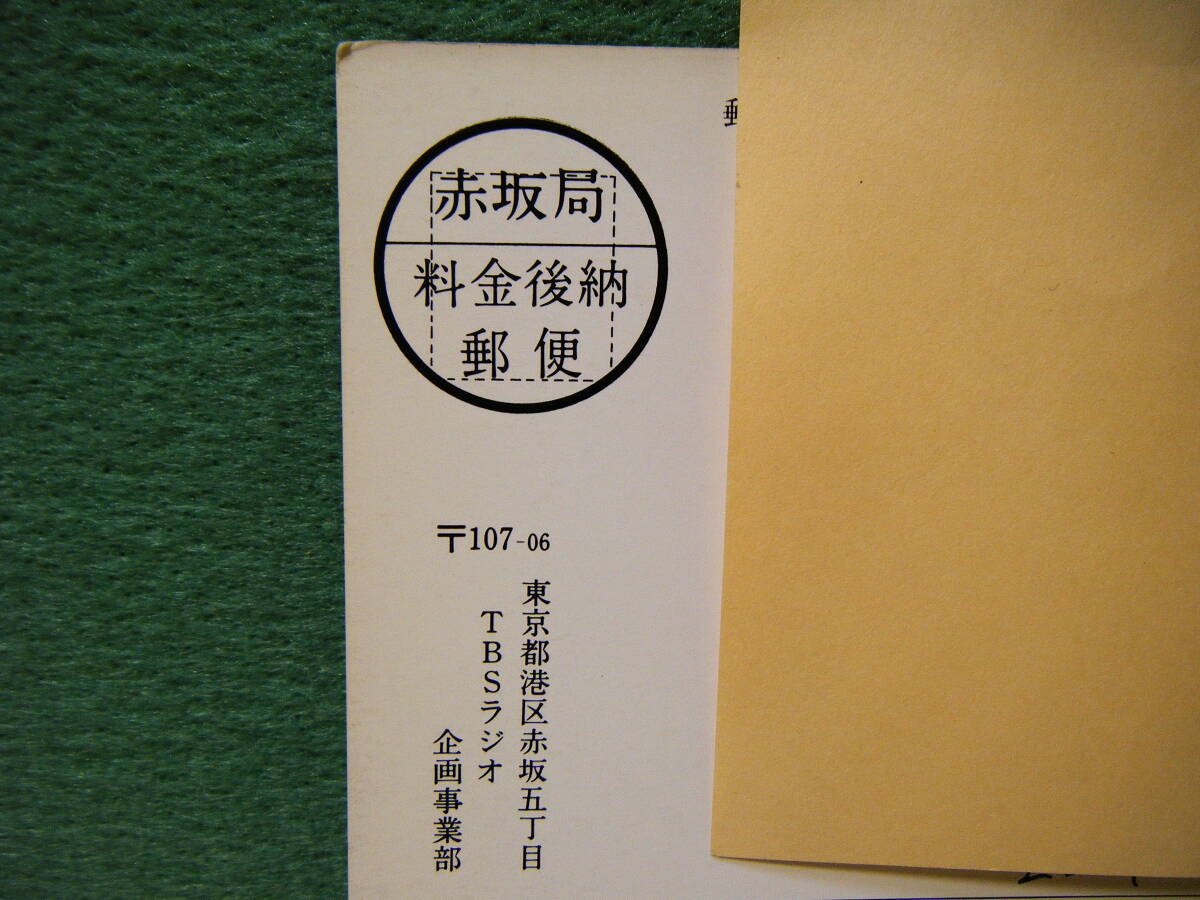 郵
赤坂局
料金後納
郵便
〒107-06
東京都港区赤坂五丁目
TBSラジオ
企画事業部